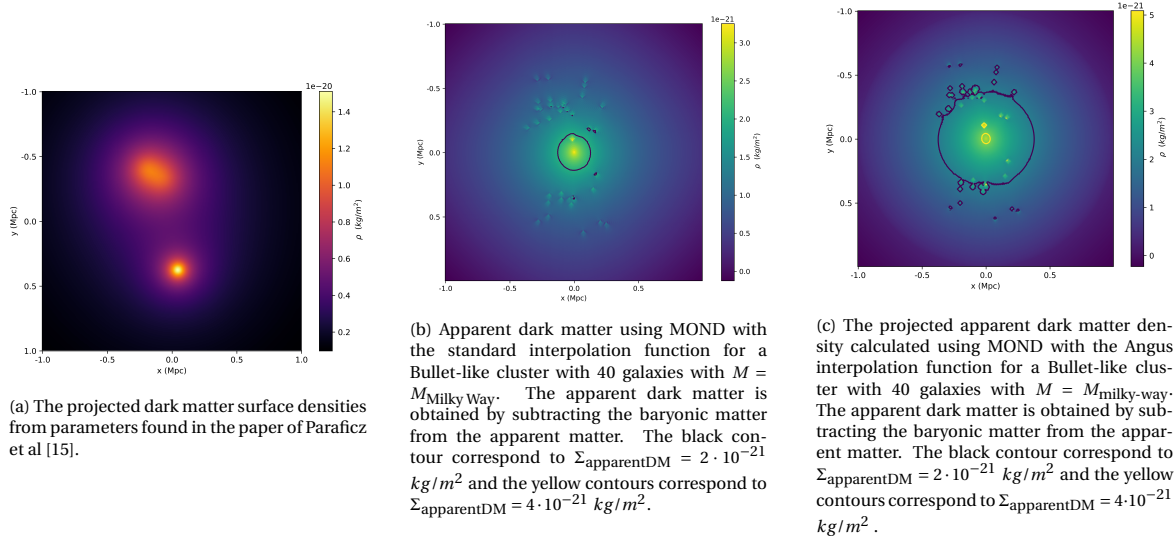 1e−20
-1.0
-0.5
0.0
0.5
1.0
-1.0
-0.5
0.0
0.5
1.0
x (Mpc)
y (Mpc)
1.4
1.2
1.0
0.8
0.6
0.4
0.2
ρ (kg/m²)
(a) The projected dark matter surface densities
from parameters found in the paper of Paraficz
et al [15].
1e−21
-1.0
-0.5
0.0
0.5
-1.0
-0.5
0.0
0.5
x (Mpc)
y (Mpc)
3.0
2.5
2.0
1.5
1.0
0.5
0.0
ρ (kg/m²)
(b) Apparent dark matter using MOND with
the standard interpolation function for a
Bullet-like cluster with 40 galaxies with M =
M_Milky Way. The apparent dark matter is
obtained by subtracting the baryonic matter
from the apparent matter. The black con-
tour correspond to Σ_apparentDM = 2·10⁻²¹
kg/m² and the yellow contours correspond to
Σ_apparentDM = 4·10⁻²¹ kg/m².
1e−21
-1.0
-0.5
0.0
0.5
-1.0
-0.5
0.0
0.5
x (Mpc)
y (Mpc)
5
4
3
2
1
0
ρ (kg/m²)
(c) The projected apparent dark matter den-
sity calculated using MOND with the Angus
interpolation function for a Bullet-like clus-
ter with 40 galaxies with M = M_milky-way.
The apparent dark matter is obtained by sub-
tracting the baryonic matter from the appar-
ent matter. The black contour correspond to
Σ_apparentDM = 2·10⁻²¹ kg/m² and the yellow
contours correspond to Σ_apparentDM = 4·10⁻²¹
kg/m² .